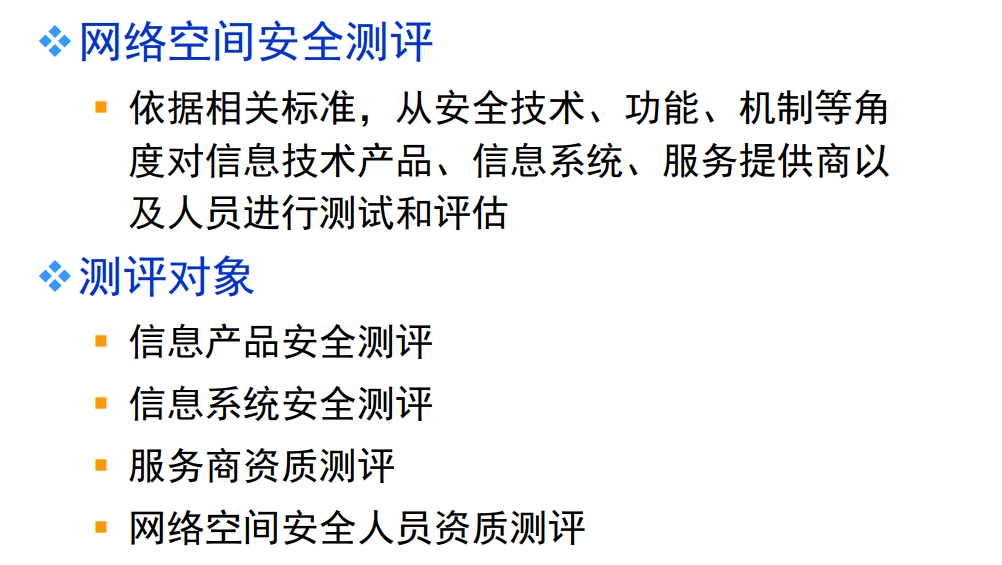 网络空间安全测评
依据相关标准，从安全技术、功能、机制等角
度对信息技术产品、信息系统、服务提供商以
及人员进行测试和评估
测评对象
信息产品安全测评
信息系统安全测评
服务商资质测评
网络空间安全人员资质测评